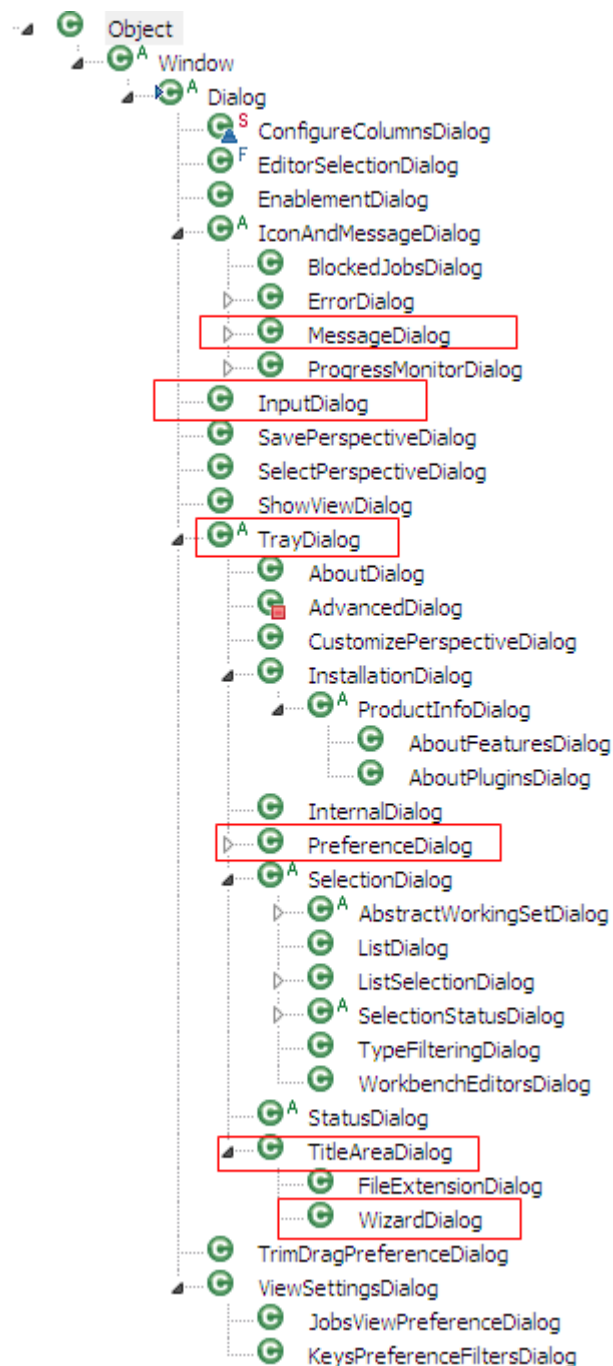 Object
A Window
A Dialog
S ConfigureColumnsDialog
F EditorSelectionDialog
EnablementDialog
A IconAndMessageDialog
BlockedJobsDialog
ErrorDialog
MessageDialog
ProgressMonitorDialog
InputDialog
SavePerspectiveDialog
SelectPerspectiveDialog
ShowViewDialog
A TrayDialog
AboutDialog
AdvancedDialog
CustomizePerspectiveDialog
InstallationDialog
A ProductInfoDialog
AboutFeaturesDialog
AboutPluginsDialog
InternalDialog
PreferenceDialog
A SelectionDialog
A AbstractWorkingSetDialog
ListDialog
ListSelectionDialog
A SelectionStatusDialog
TypeFilteringDialog
WorkbenchEditorsDialog
A StatusDialog
TitleAreaDialog
FileExtensionDialog
WizardDialog
TrimDragPreferenceDialog
ViewSettingsDialog
JobsViewPreferenceDialog
KeysPreferenceFiltersDialog